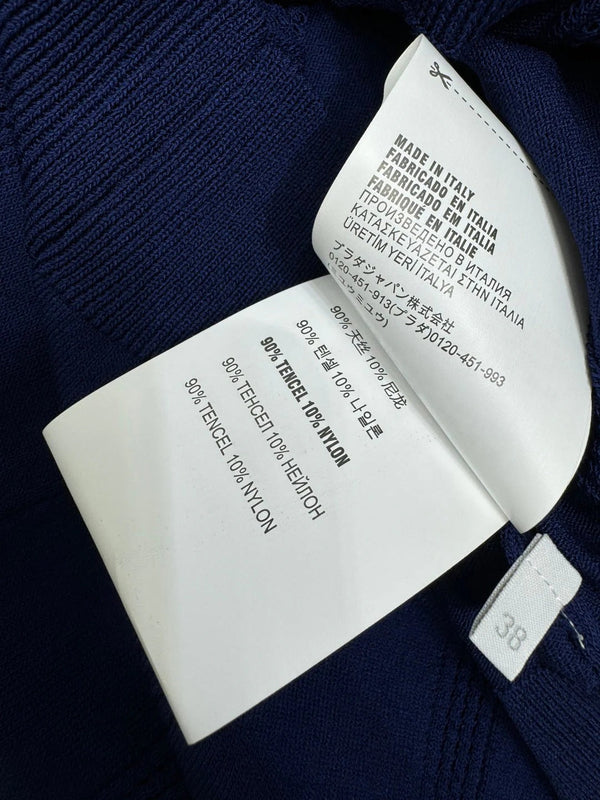 MADE IN ITALY
FABRICADO EN ITALIA
FABRICADO EM ITALIA
FABRIQUÉ EN ITALIE
ПРОИЗВЕДЕНО В ИТАЛИЯ
ΚΑΤΑΣΚΕΥΑΖΕΤΑΙ ΣΤΗΝ ΙΤΑΛΙΑ
ÜRETİM YERİ İTALYA
プラダジャパン株式会社
0120-451-913(プラダ)0120-451-993
(ミュウミュウ)
90% 天丝 10% 尼龙
90% 텐셀 10% 나일론
90% TENCEL 10% NYLON
90% ТЕНСЕЛ 10% НЕЙЛОН
90% TENCEL 10% NYLON
38